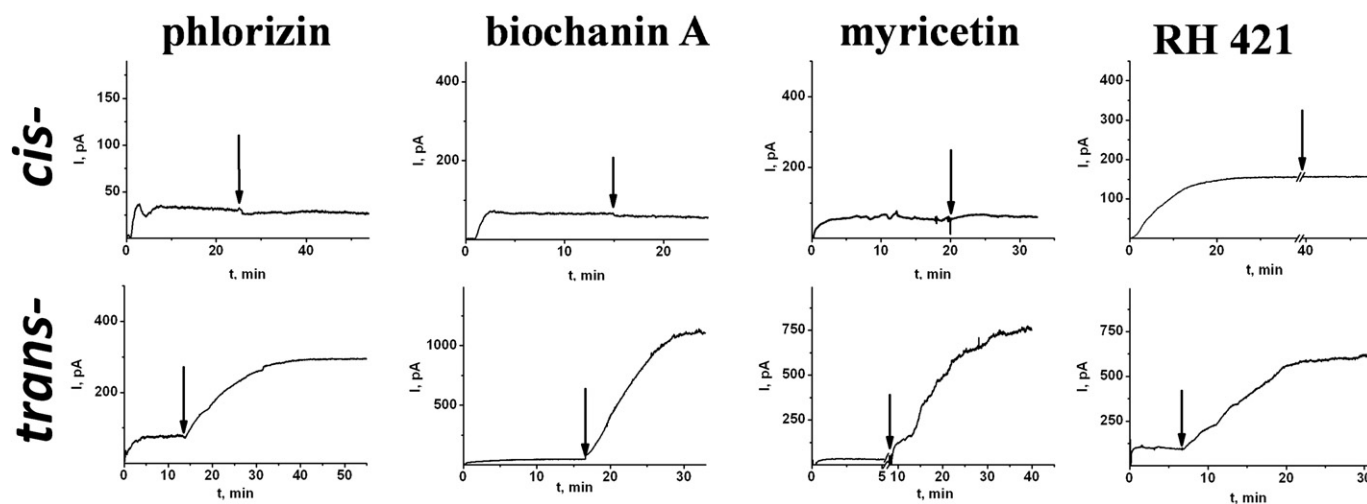 phlorizin
biochanin A
myricetin
RH 421
cis-
I, pA
150
100
50
0 20 40
t, min
I, pA
400
200
0 10 20
t, min
I, pA
400
200
0 10 20 30
t, min
I, pA
400
300
200
100
0 20 40
t, min
trans-
I, pA
400
200
0 10 20 30 40 50
t, min
I, pA
1000
500
0 10 20 30
t, min
I, pA
750
500
250
0 5 10 20 30 40
t, min
I, pA
750
500
250
0 10 20 30
t, min